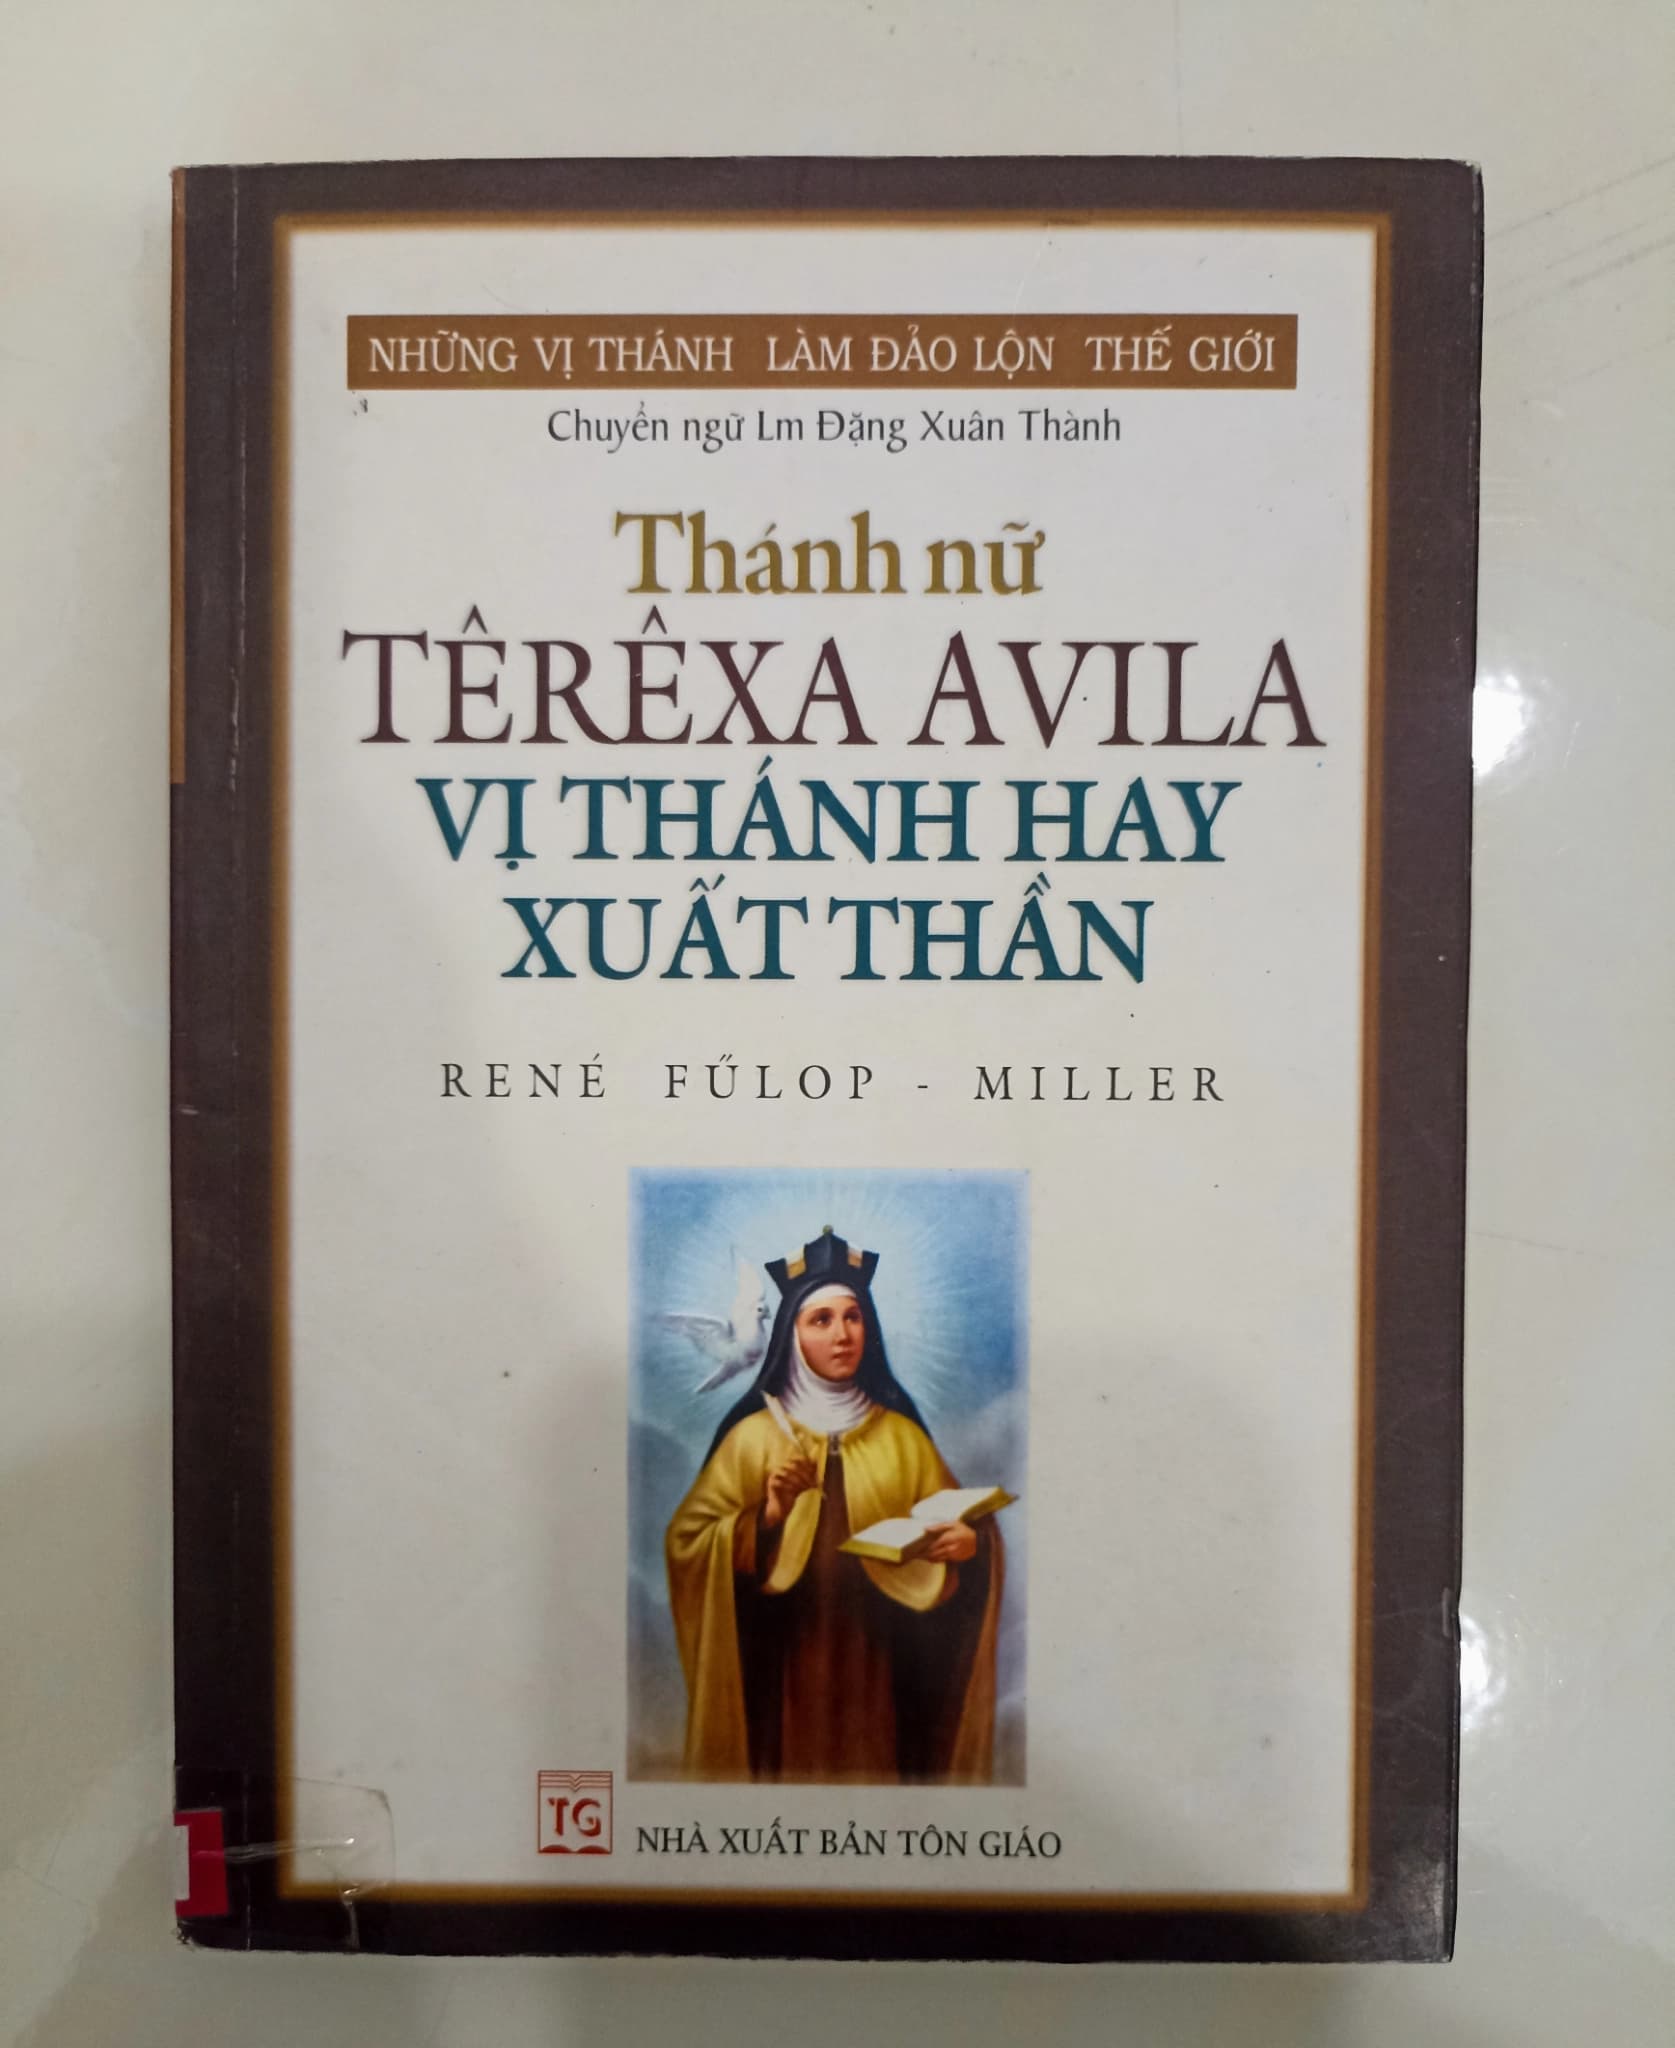 NHỮNG VỊ THÁNH LÀM ĐẢO LỘN THẾ GIỚI
Chuyển ngữ Lm Đặng Xuân Thành
Thánh nữ
TÊRÊXA AVILA
VỊ THÁNH HAY
XUẤT THẦN
RENÉ FŰLOP - MILLER
TG
NHÀ XUẤT BẢN TÔN GIÁO